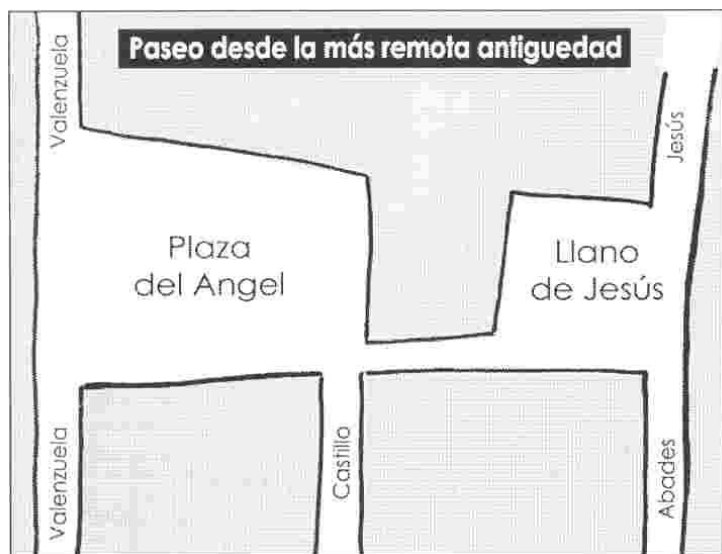 Paseo desde la más remota antiguedad
Valenzuela
Jesús
Plaza
del Angel
Llano
de Jesús
Valenzuela
Castillo
Abades